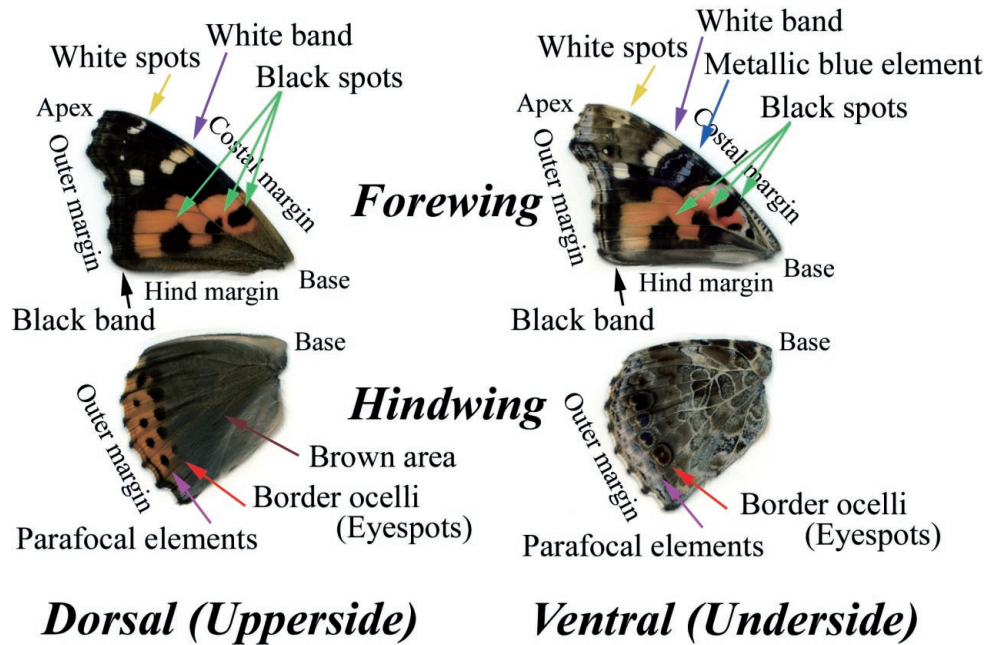 White band
White spots
Black spots
Apex
Outer margin
Costal margin
Base
Hind margin
Black band
White band
White spots
Metallic blue element
Black spots
Apex
Outer margin
Costal margin
Base
Hind margin
Black band
Forewing
Base
Outer margin
Brown area
Border ocelli
(Eyespots)
Parafocal elements
Hindwing
Base
Outer margin
Border ocelli
(Eyespots)
Parafocal elements
Dorsal (Upperside)
Ventral (Underside)